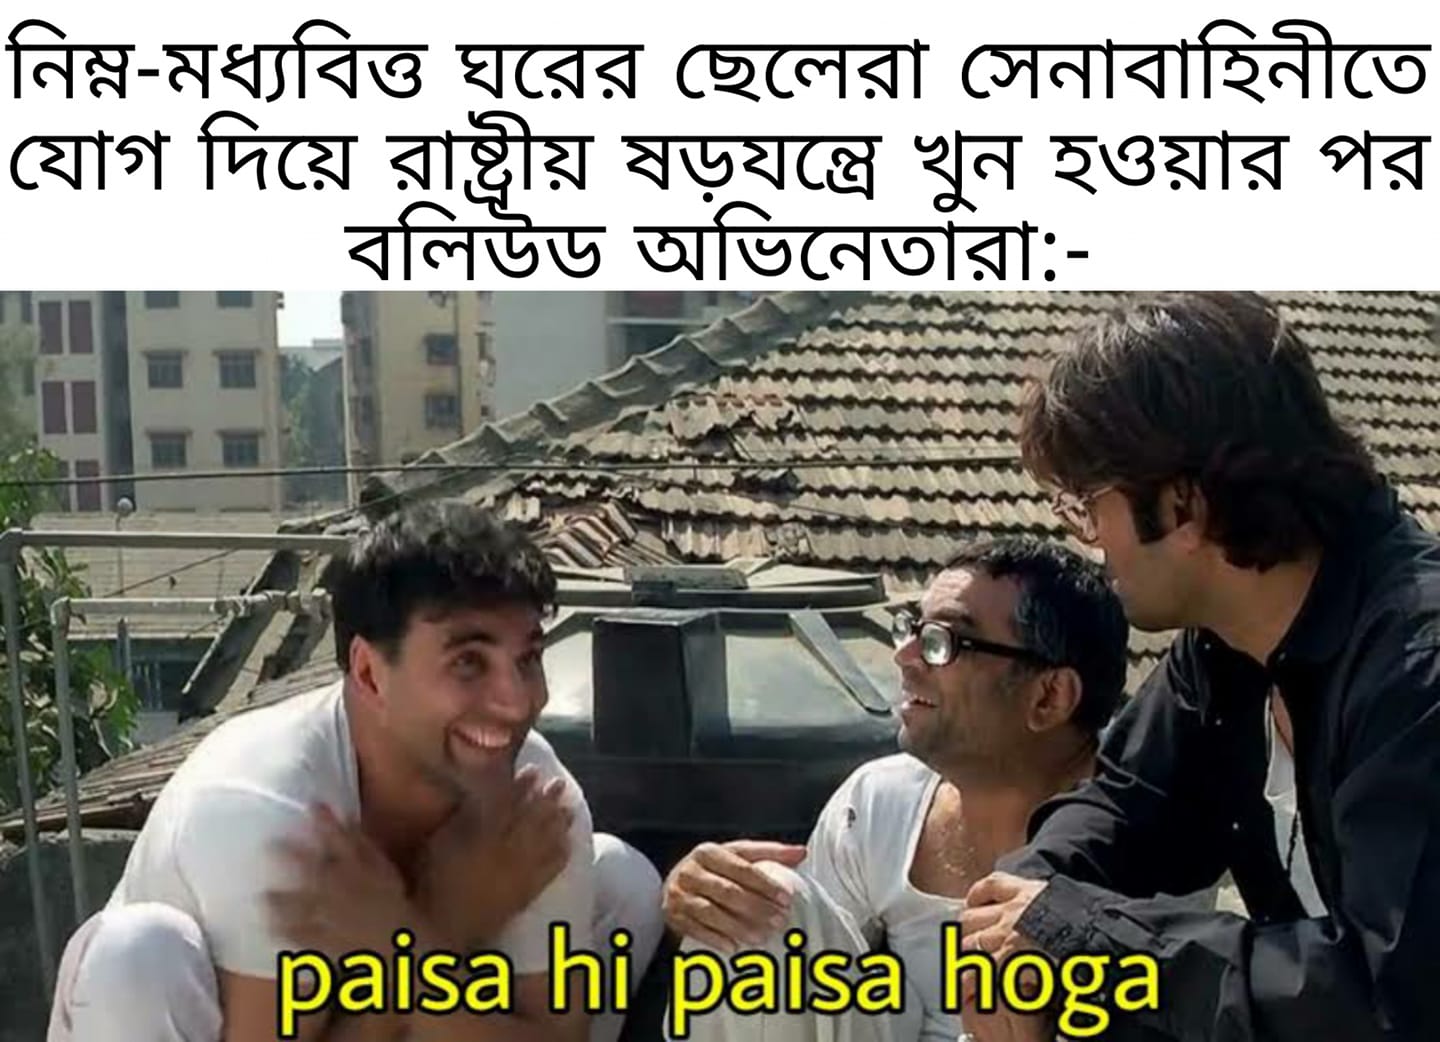 নিম্ন-মধ্যবিত্ত ঘরের ছেলেরা সেনাবাহিনীতে
যোগ দিয়ে রাষ্ট্রীয় ষড়যন্ত্রে খুন হওয়ার পর
বলিউড অভিনেতারা:-
paisa hi paisa hoga